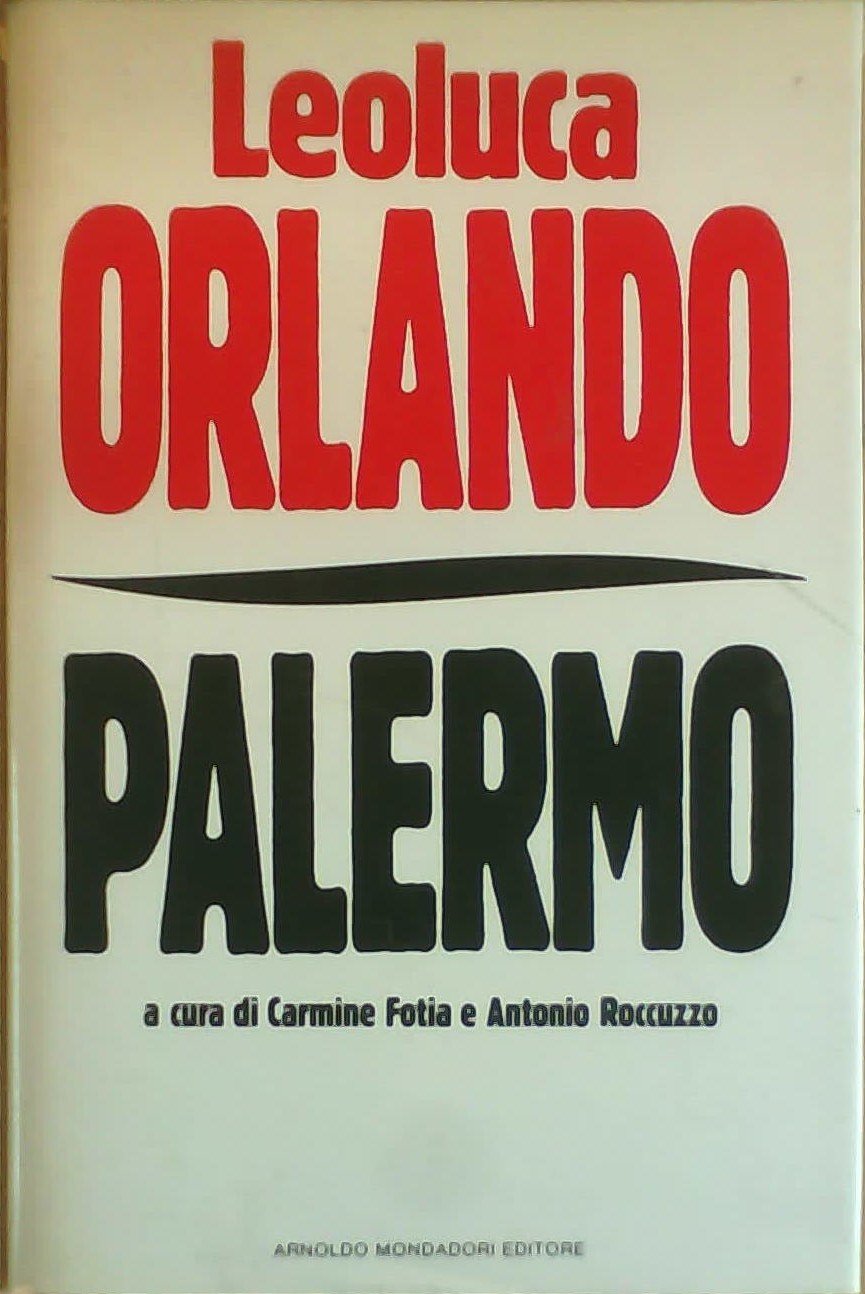 Leoluca
ORLANDO
PALERMO
a cura di Carmine Fotia e Antonio Roccuzzo
ARNOLDO MONDADORI EDITORE